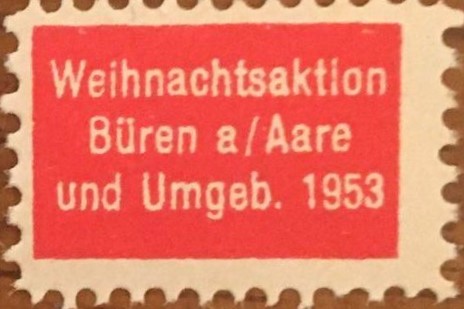 Weihnachtsaktion
Büren a/Aare
und Umgeb. 1953